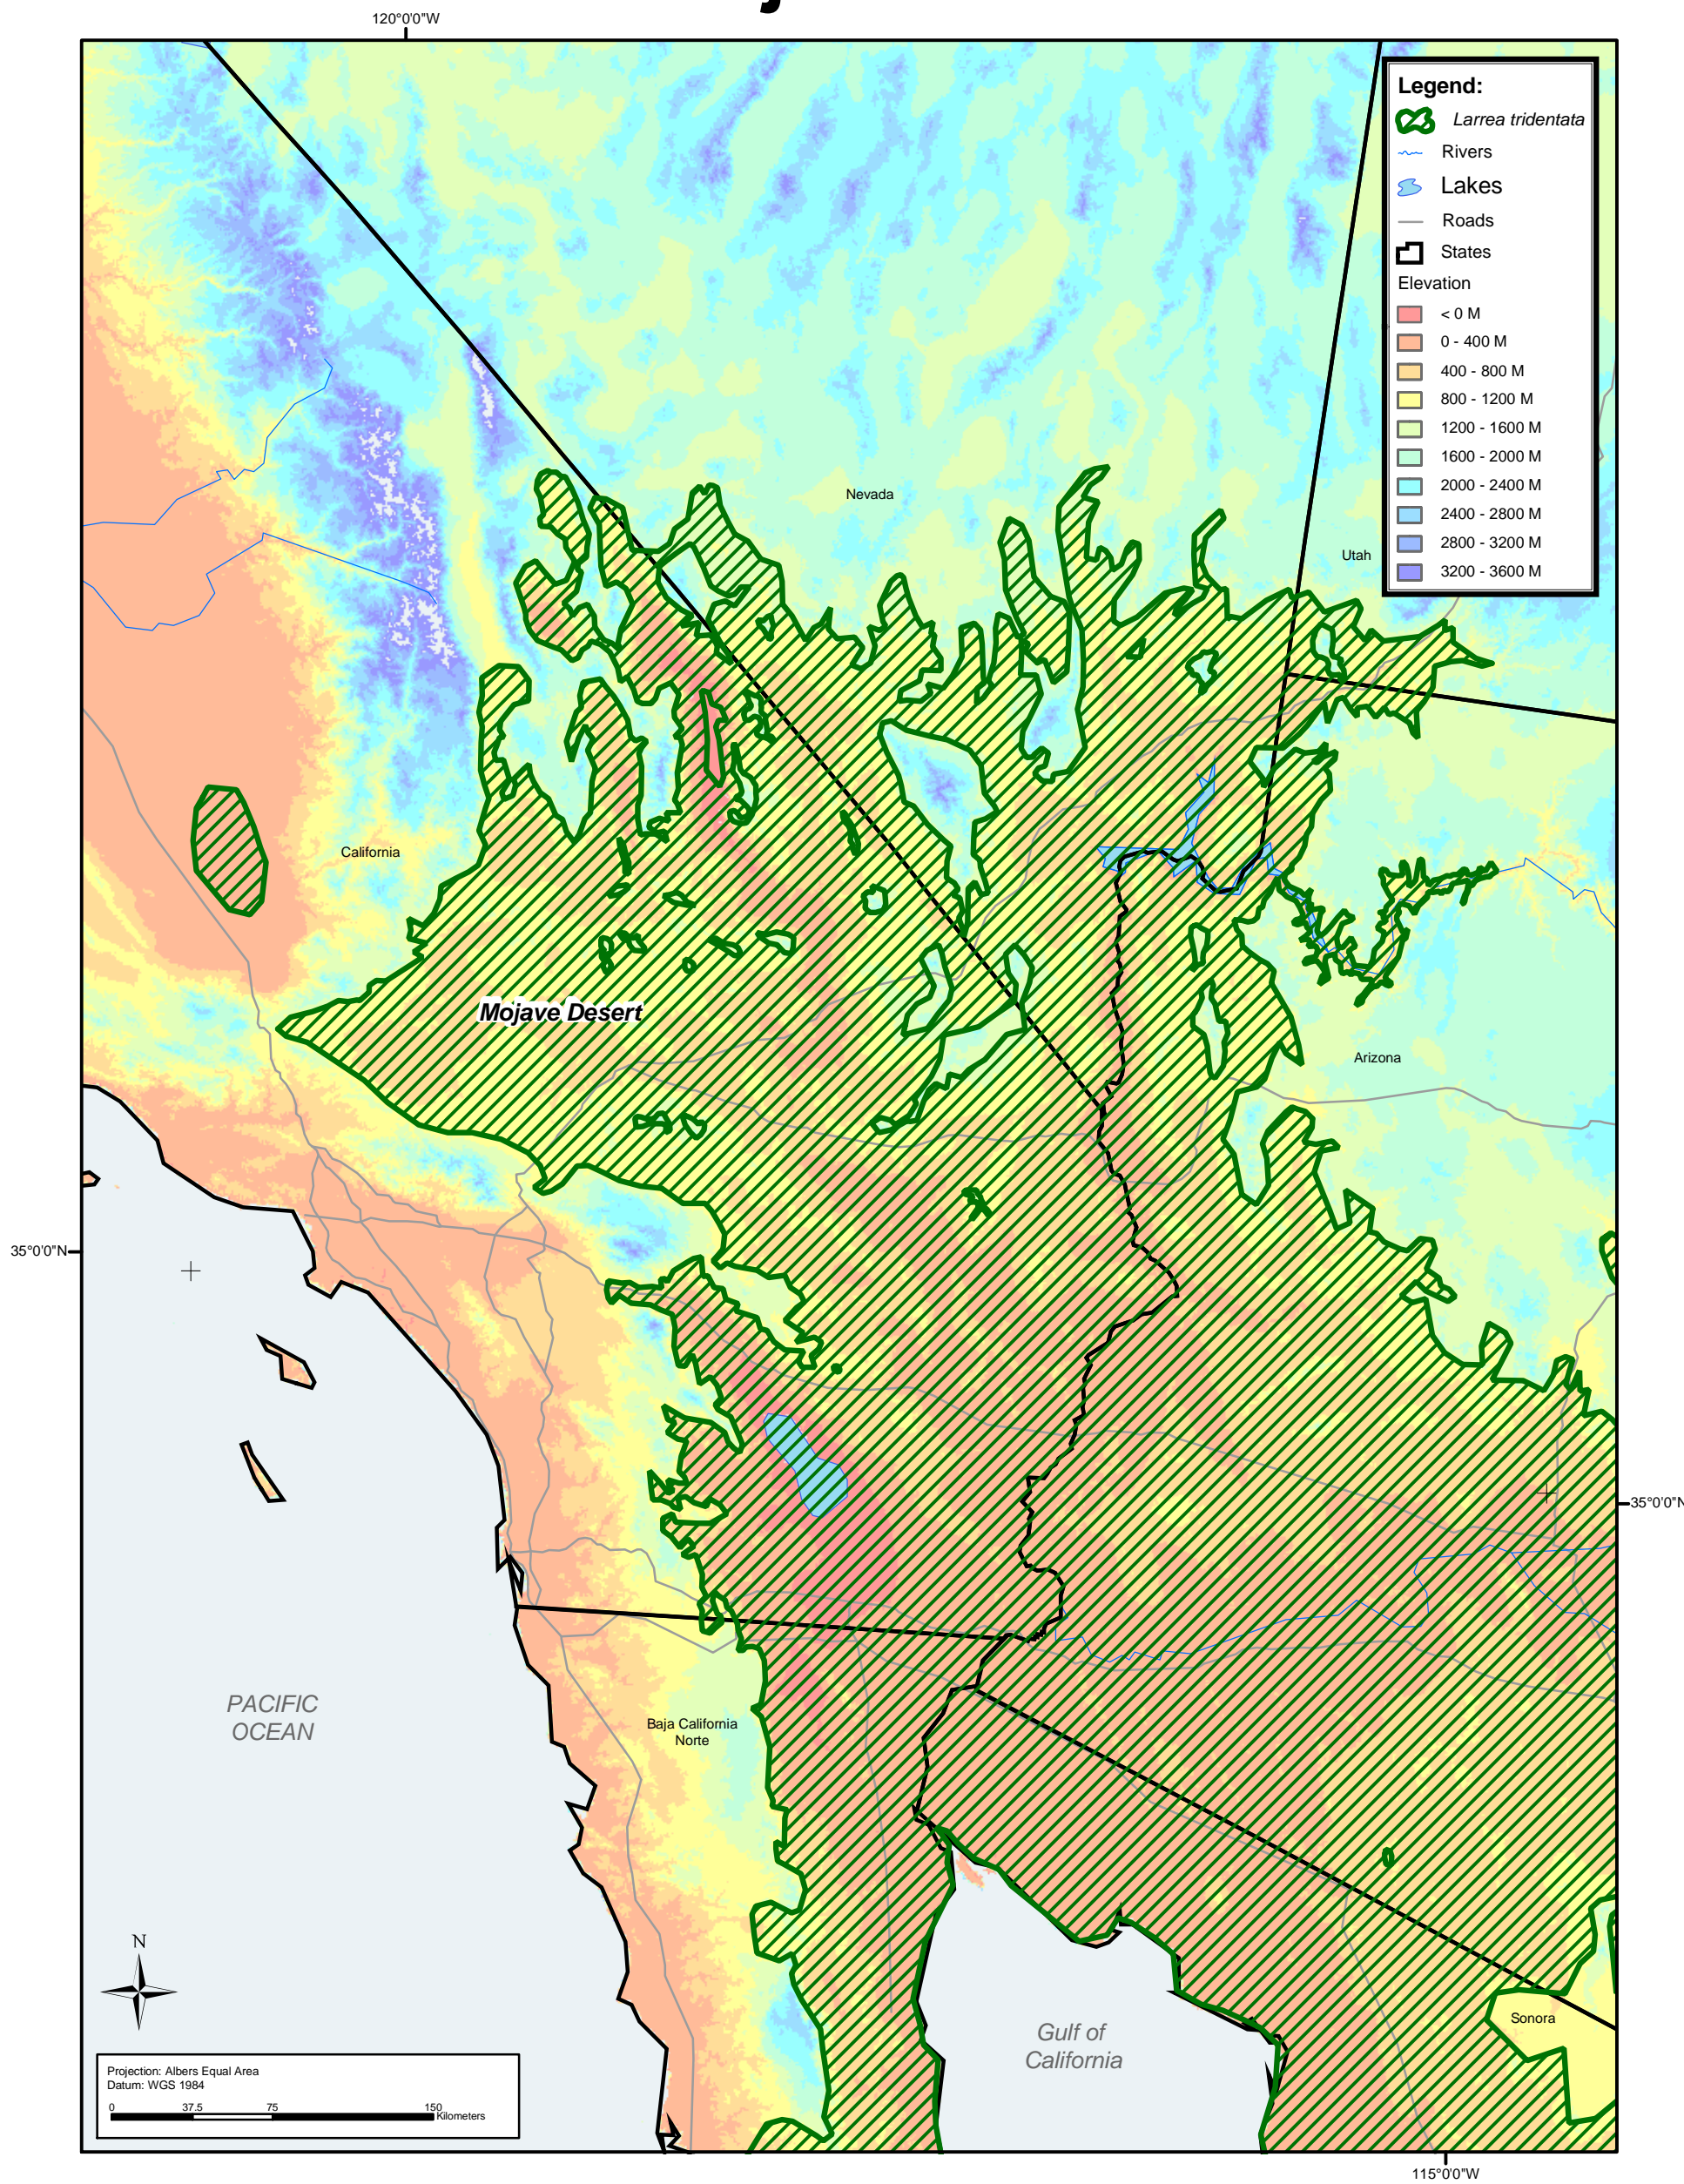 120°0'0"W
Legend:
Larrea tridentata
Rivers
Lakes
Roads
States
Elevation
< 0 M
0 - 400 M
400 - 800 M
800 - 1200 M
1200 - 1600 M
1600 - 2000 M
2000 - 2400 M
2400 - 2800 M
2800 - 3200 M
3200 - 3600 M
Nevada
Utah
California
Mojave Desert
Arizona
35°0'0"N
35°0'0"N
PACIFIC
OCEAN
Baja California
Norte
N
Gulf of
California
Sonora
Projection: Albers Equal Area
Datum: WGS 1984
0 37.5 75 150
Kilometers
115°0'0"W